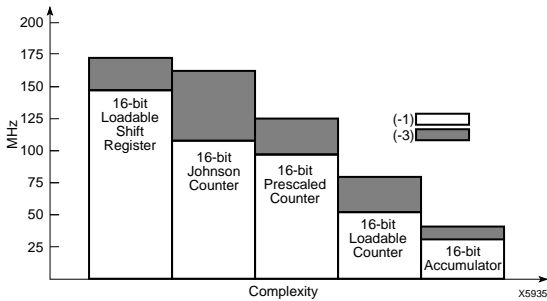 200
175
150
125
100
75
50
25
MHz
16-bit
Loadable
Shift
Register
16-bit
Johnson
Counter
16-bit
Prescaled
Counter
16-bit
Loadable
Counter
16-bit
Accumulator
(-1)
(-3)
Complexity
X5935